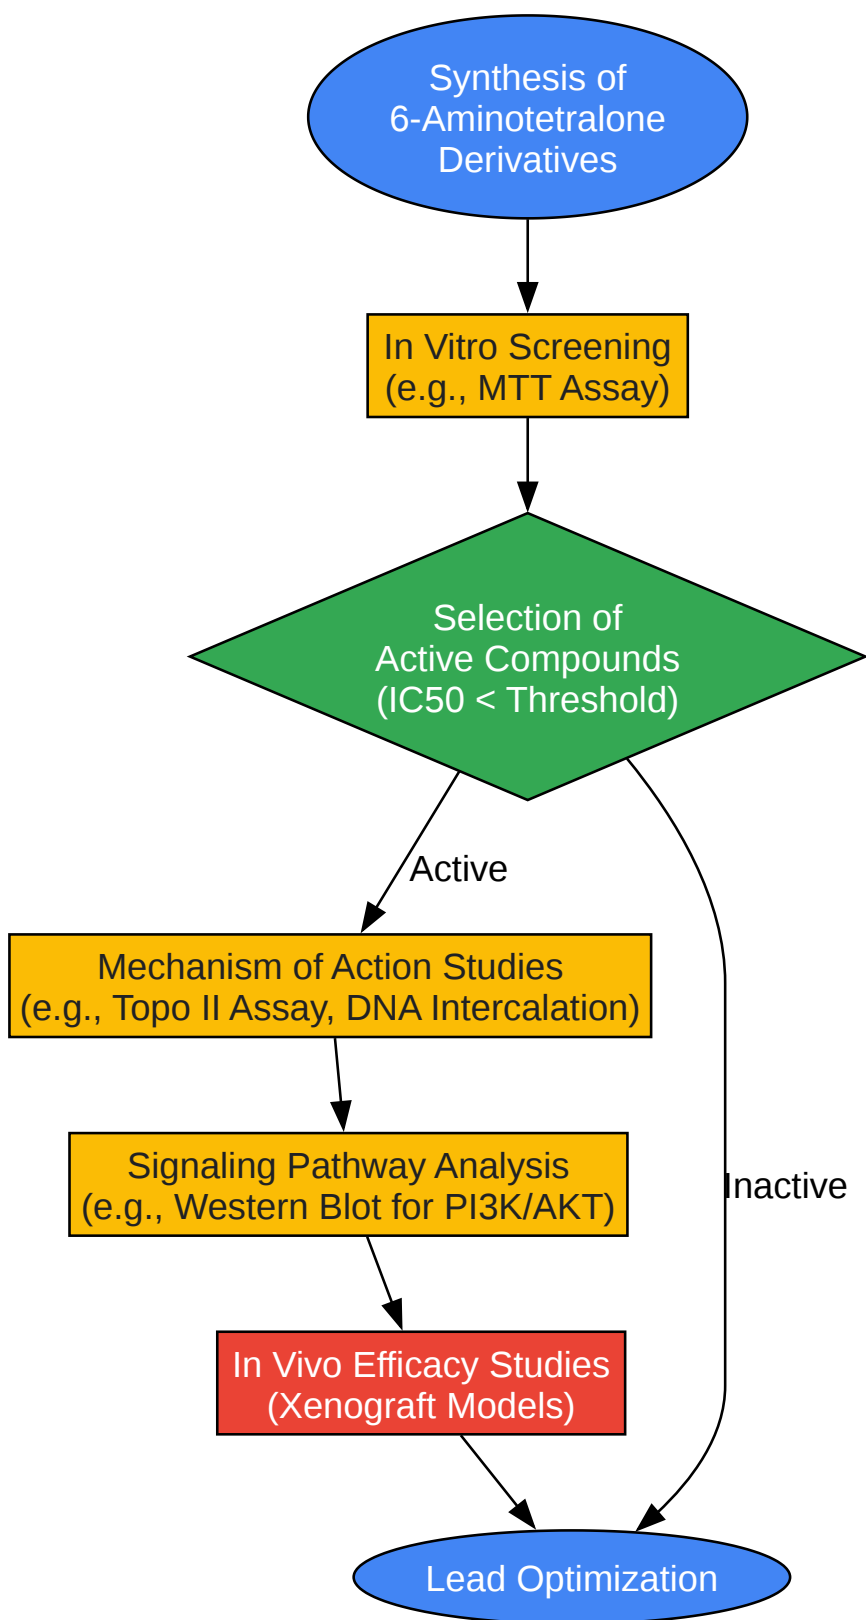 Synthesis of
6-Aminotetralone
Derivatives
In Vitro Screening
(e.g., MTT Assay)
Selection of
Active Compounds
(IC50 < Threshold)
Active
Mechanism of Action Studies
(e.g., Topo II Assay, DNA Intercalation)
Signaling Pathway Analysis
(e.g., Western Blot for PI3K/AKT)
Inactive
In Vivo Efficacy Studies
(Xenograft Models)
Lead Optimization